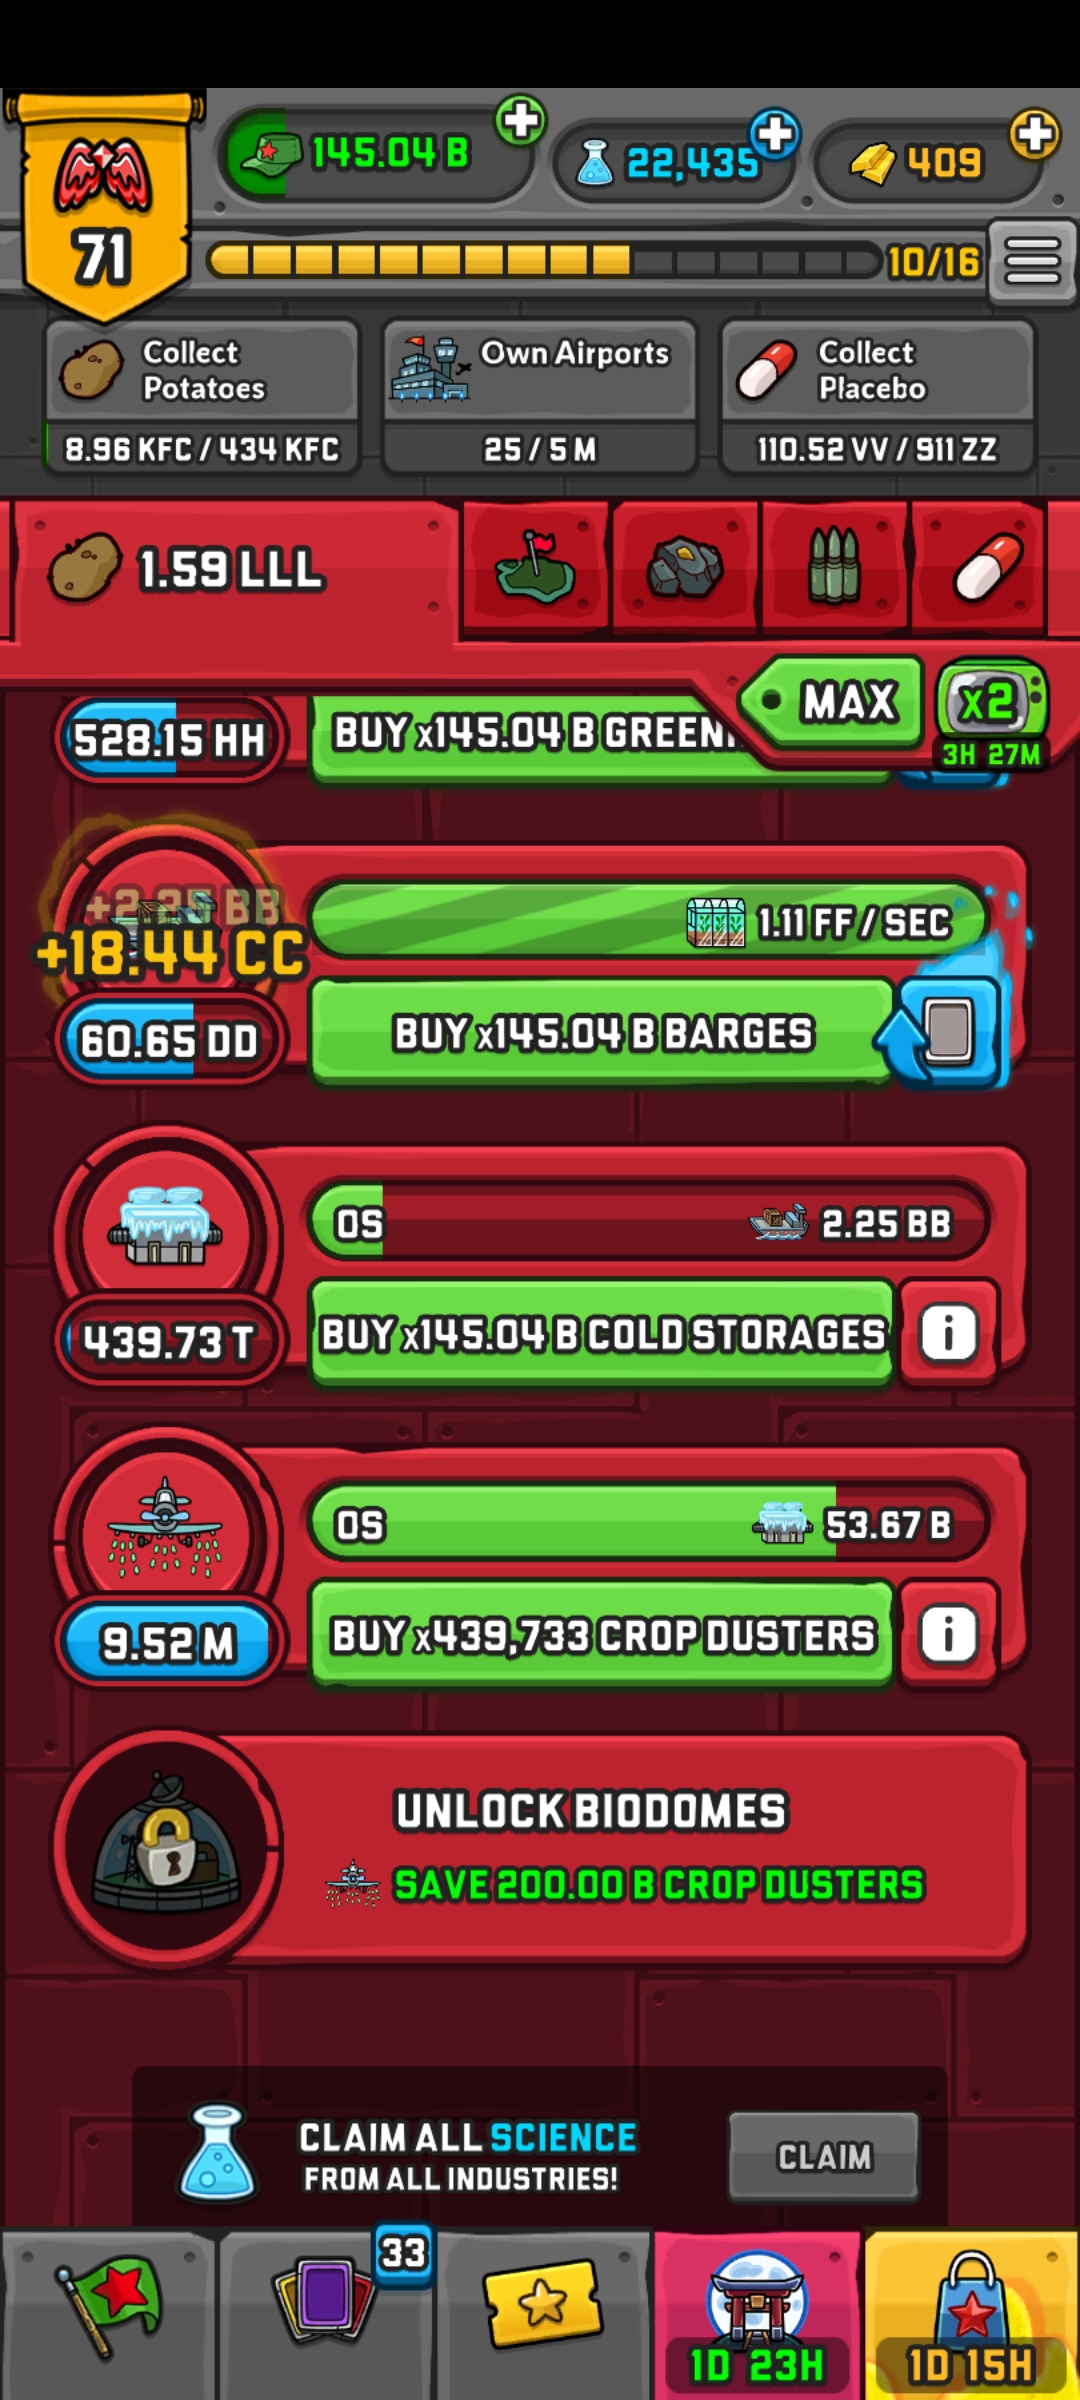 145.04 B
22,435
409
71
10/16
Collect
Potatoes
8.96 KFC / 434 KFC
Own Airports
25 / 5 M
Collect
Placebo
110.52 VV / 911 ZZ
1.59 LLL
MAX
x2
3H 27M
528.15 HH
BUY x145.04 B
+2.25 BB
+18.44 CC
1.11 FF / SEC
60.65 DD
BUY x145.04 B BARGES
0S
2.25 BB
439.73 T
BUY x145.04 B COLD STORAGES
i
0S
53.67 B
9.52 M
BUY x439,733 CROP DUSTERS
i
UNLOCK BIODOMES
SAVE 200.00 B CROP DUSTERS
CLAIM ALL SCIENCE
FROM ALL INDUSTRIES!
CLAIM
33
1D 23H
1D 15H